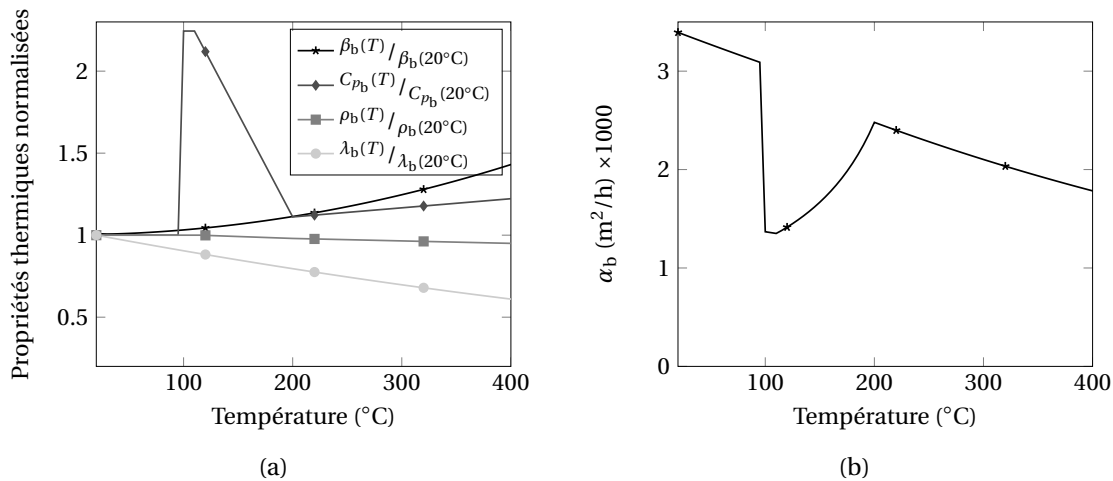 2
1.5
1
0.5
100
200
300
400
Température (°C)
Propriétés thermiques normalisées
βb(T)/βb(20°C)
Cpb(T)/Cpb(20°C)
ρb(T)/ρb(20°C)
λb(T)/λb(20°C)
(a)
3
2
1
0
100
200
300
400
Température (°C)
αb (m²/h) ×1000
(b)